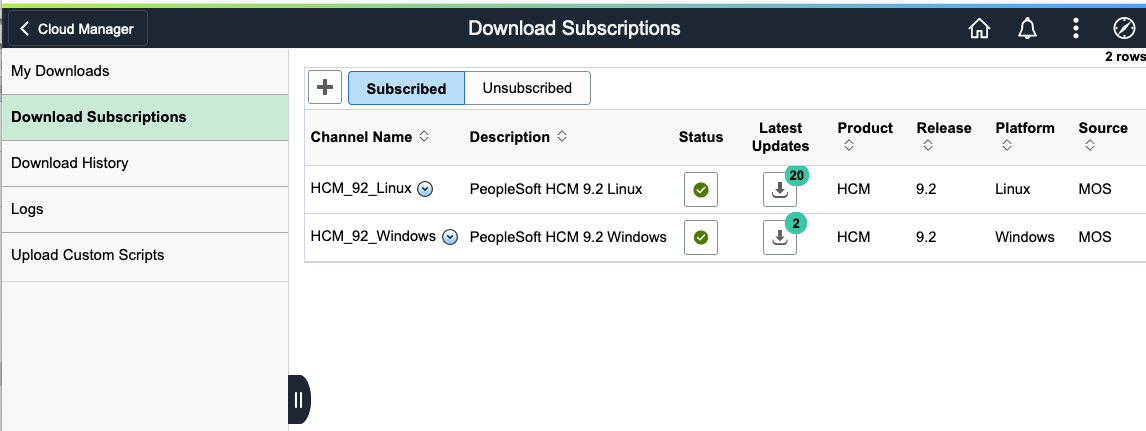 Cloud Manager
Download Subscriptions
2 rows
My Downloads
Download Subscriptions
Download History
Logs
Upload Custom Scripts
Subscribed Unsubscribed
Channel Name Description Status Latest Updates Product Release Platform Source
HCM_92_Linux PeopleSoft HCM 9.2 Linux 20 HCM 9.2 Linux MOS
HCM_92_Windows PeopleSoft HCM 9.2 Windows 2 HCM 9.2 Windows MOS